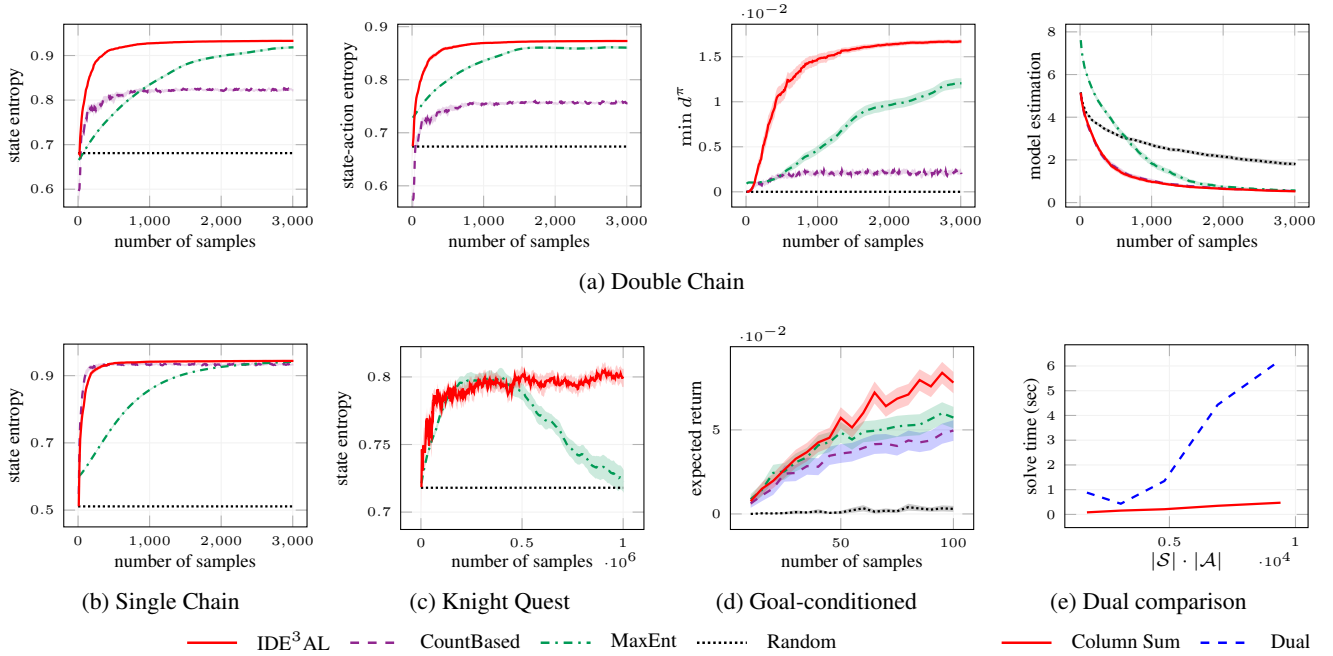 ·10⁻²
0.9
0.8
0.7
0.6
state entropy
0
1,000
2,000
3,000
number of samples
0.9
0.8
0.7
0.6
state-action entropy
0
1,000
2,000
3,000
number of samples
1.5
1
0.5
0
min d^π
0
1,000
2,000
3,000
number of samples
8
6
4
2
0
model estimation
0
1,000
2,000
3,000
number of samples
(a) Double Chain
0.9
0.7
0.5
state entropy
0
1,000
2,000
3,000
number of samples
0.8
0.75
0.7
state entropy
0
0.5
1
number of samples
·10⁶
·10⁻²
5
0
expected return
50
100
number of samples
6
5
4
3
2
1
0
solve time (sec)
0.5
1
|S| · |A|
·10⁴
(b) Single Chain
(c) Knight Quest
(d) Goal-conditioned
(e) Dual comparison
IDE³AL CountBased MaxEnt Random Column Sum Dual